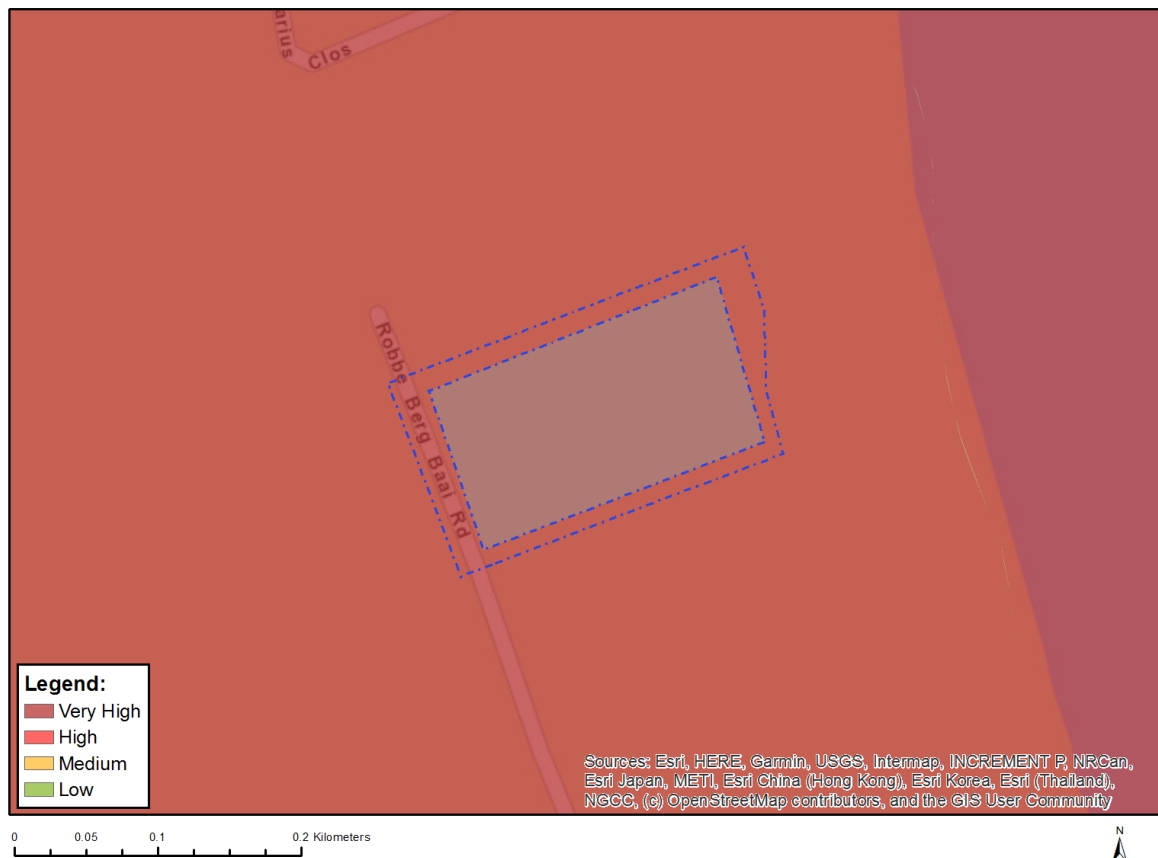 arius
Clos
Robbe Berg Baai Rd
Legend:
Very High
High
Medium
Low
Sources: Esri, HERE, Garmin, USGS, Intermap, INCREMENT P, NRCan,
Esri Japan, METI, Esri China (Hong Kong), Esri Korea, Esri (Thailand),
NGCC, (c) OpenStreetMap contributors, and the GIS User Community
0 0.05 0.1 0.2 Kilometers
N